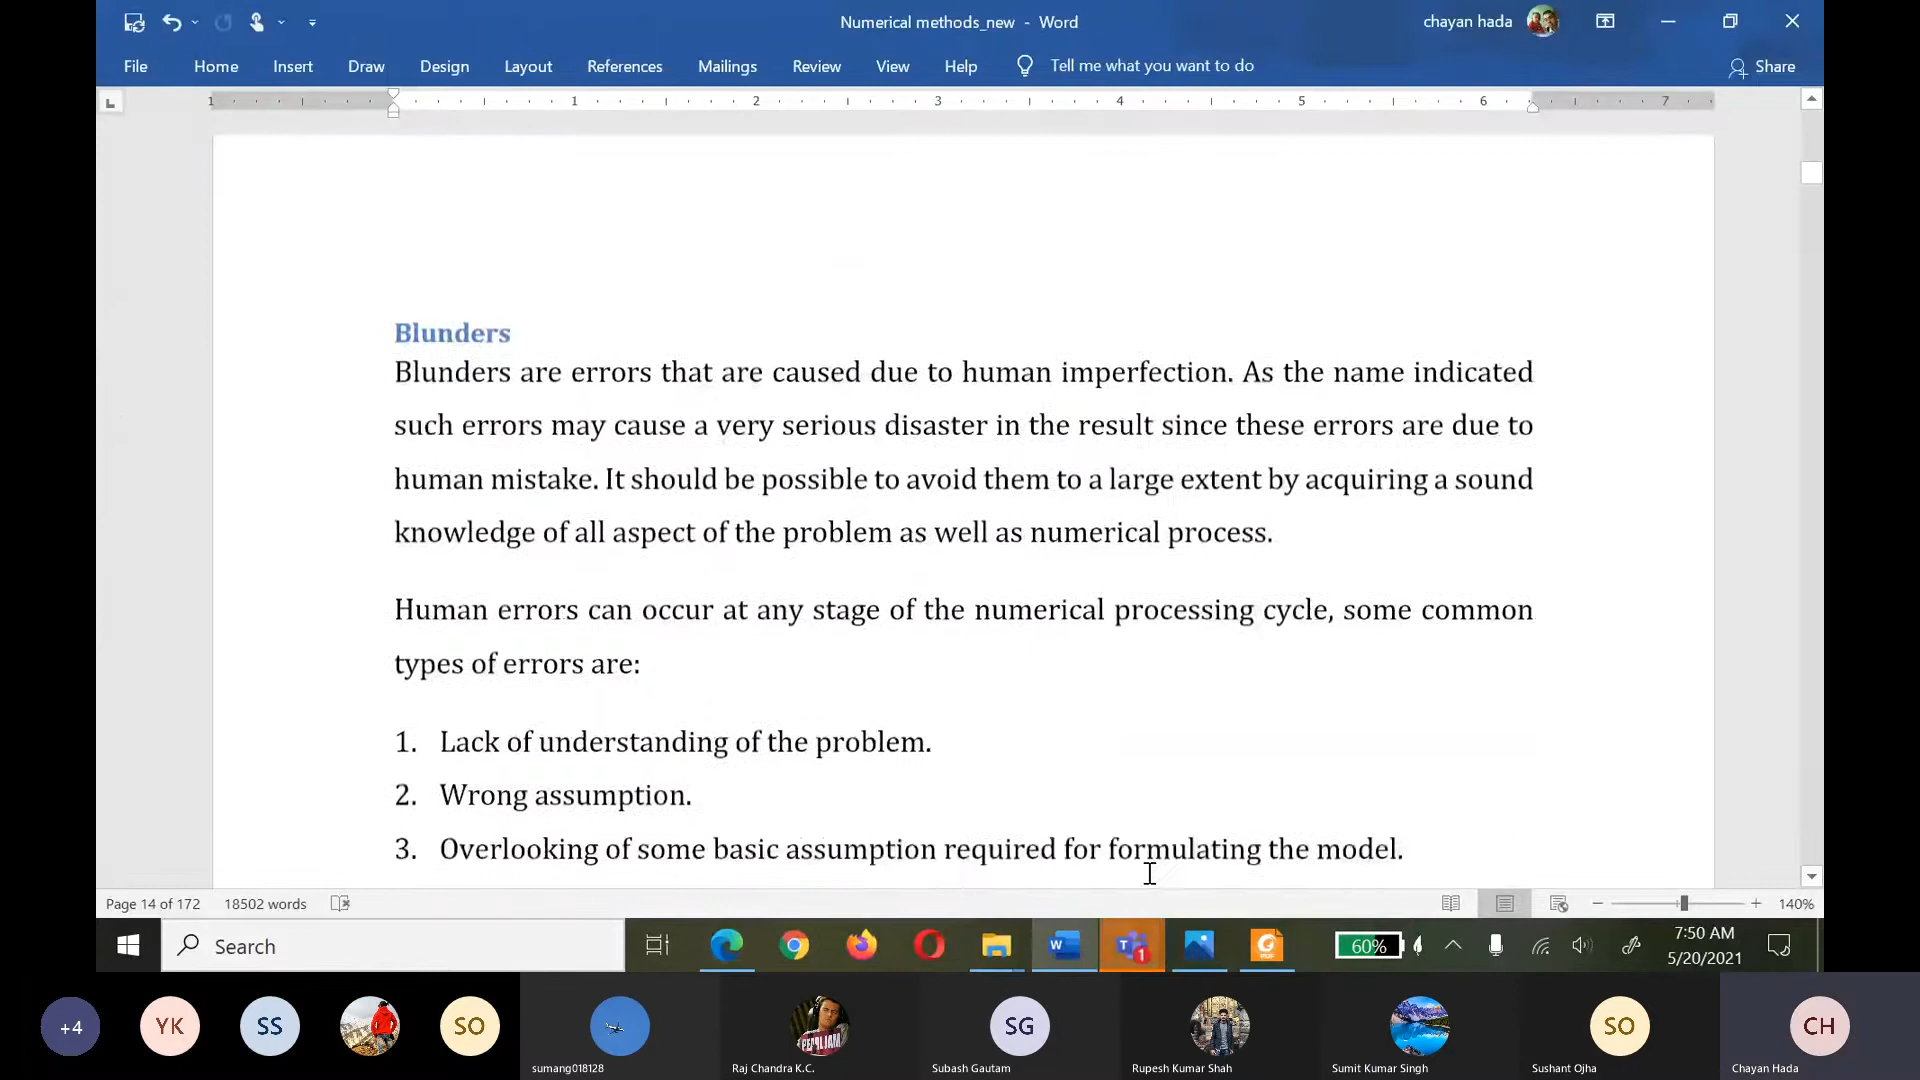 Numerical methods_new - Word
chayan hada
File Home Insert Draw Design Layout References Mailings Review View Help Tell me what you want to do Share
1 1 2 3 4 5 6 7
Blunders
Blunders are errors that are caused due to human imperfection. As the name indicated
such errors may cause a very serious disaster in the result since these errors are due to
human mistake. It should be possible to avoid them to a large extent by acquiring a sound
knowledge of all aspect of the problem as well as numerical process.
Human errors can occur at any stage of the numerical processing cycle, some common
types of errors are:
1. Lack of understanding of the problem.
2. Wrong assumption.
3. Overlooking of some basic assumption required for formulating the model.
Page 14 of 172 18502 words 140%
Search
60%
7:50 AM
5/20/2021
+4 YK SS SO SG SO CH
sumang018128 Raj Chandra K.C. Subash Gautam Rupesh Kumar Shah Sumit Kumar Singh Sushant Ojha Chayan Hada